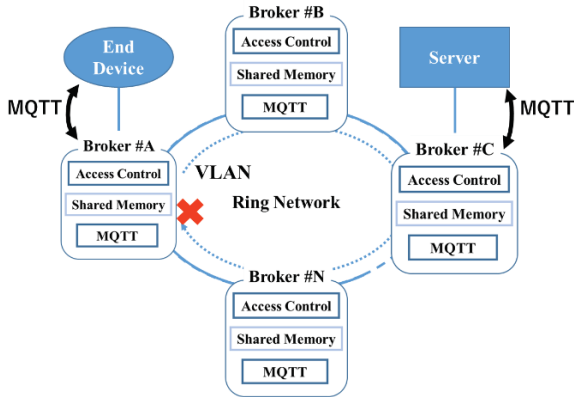 Broker #B
Access Control
Shared Memory
MQTT
End
Device
Server
MQTT
MQTT
Broker #A
Access Control
Shared Memory
MQTT
VLAN
Ring Network
Broker #C
Access Control
Shared Memory
MQTT
Broker #N
Access Control
Shared Memory
MQTT